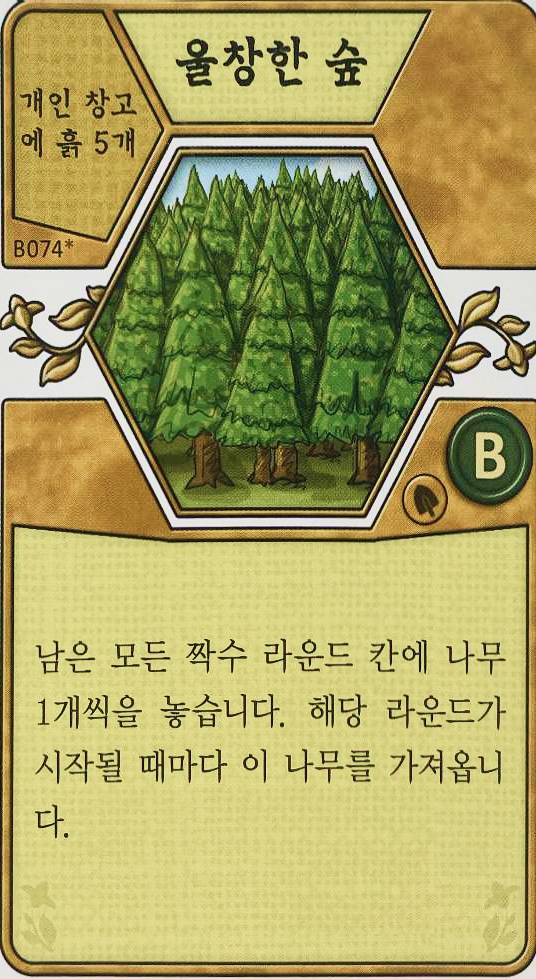 울창한 숲
개인 창고
에 흙 5개
B074*
B
남은 모든 짝수 라운드 칸에 나무
1개씩을 놓습니다. 해당 라운드가
시작될 때마다 이 나무를 가져옵니
다.